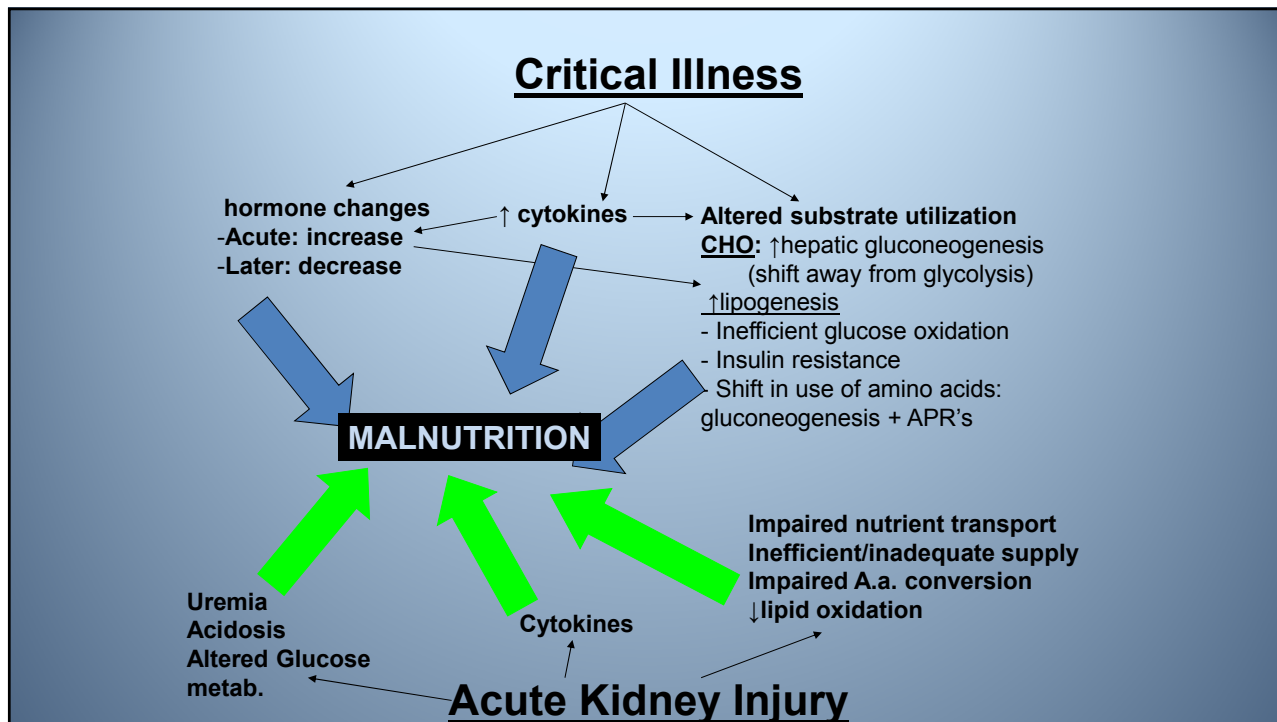 Critical Illness
hormone changes
-Acute: increase
-Later: decrease
↑ cytokines
Altered substrate utilization
CHO: ↑hepatic gluconeogenesis
(shift away from glycolysis)
↑lipogenesis
- Inefficient glucose oxidation
- Insulin resistance
- Shift in use of amino acids:
gluconeogenesis + APR's
MALNUTRITION
Impaired nutrient transport
Inefficient/inadequate supply
Impaired A.a. conversion
↓lipid oxidation
Uremia
Acidosis
Altered Glucose
metab.
Cytokines
Acute Kidney Injury